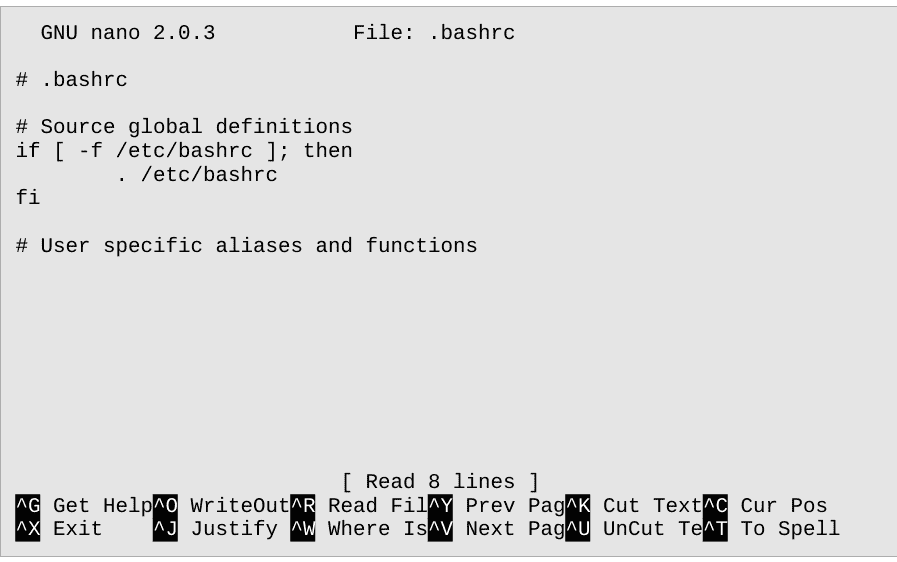 GNU nano 2.0.3 File: .bashrc
# .bashrc
# Source global definitions
if [ -f /etc/bashrc ]; then
. /etc/bashrc
fi
# User specific aliases and functions
[ Read 8 lines ]
^G Get Help^O WriteOut^R Read Fil^Y Prev Pag^K Cut Text^C Cur Pos
^X Exit ^J Justify ^W Where Is^V Next Pag^U UnCut Te^T To Spell